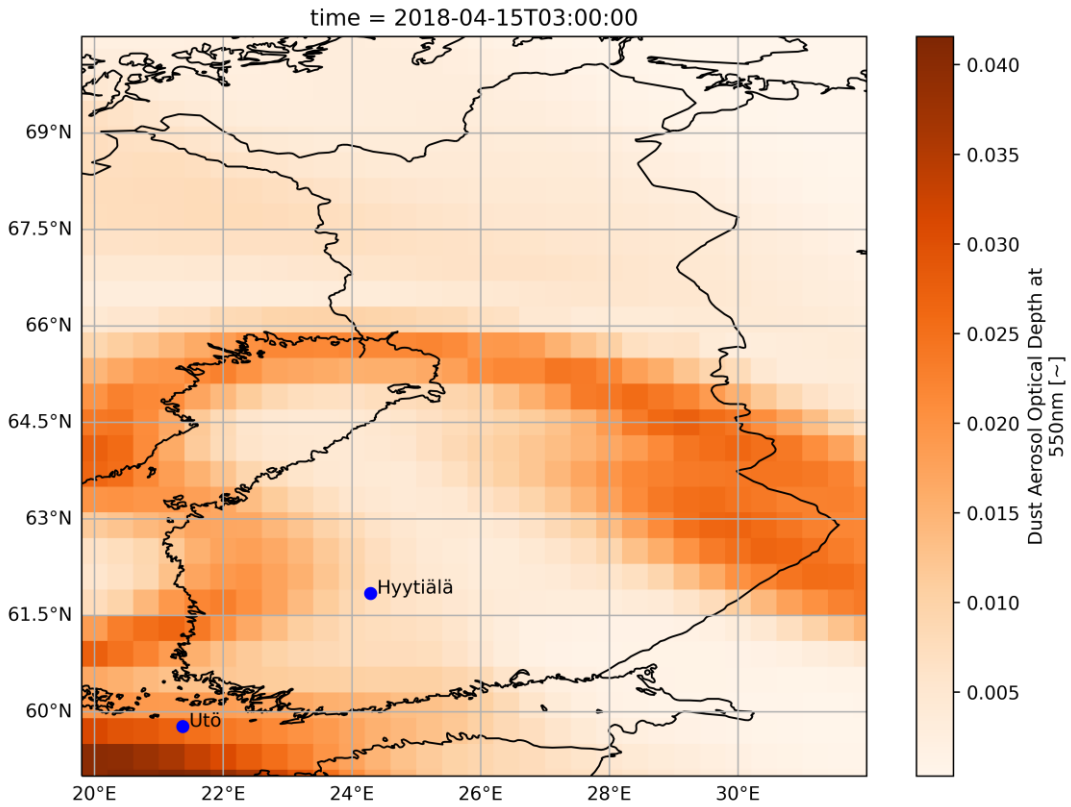 time = 2018-04-15T03:00:00
69°N
67.5°N
66°N
64.5°N
63°N
61.5°N
60°N
Hyytiälä
Utö
20°E 22°E 24°E 26°E 28°E 30°E
0.040
0.035
0.030
0.025
0.020
0.015
0.010
0.005
Dust Aerosol Optical Depth at
550nm [~]